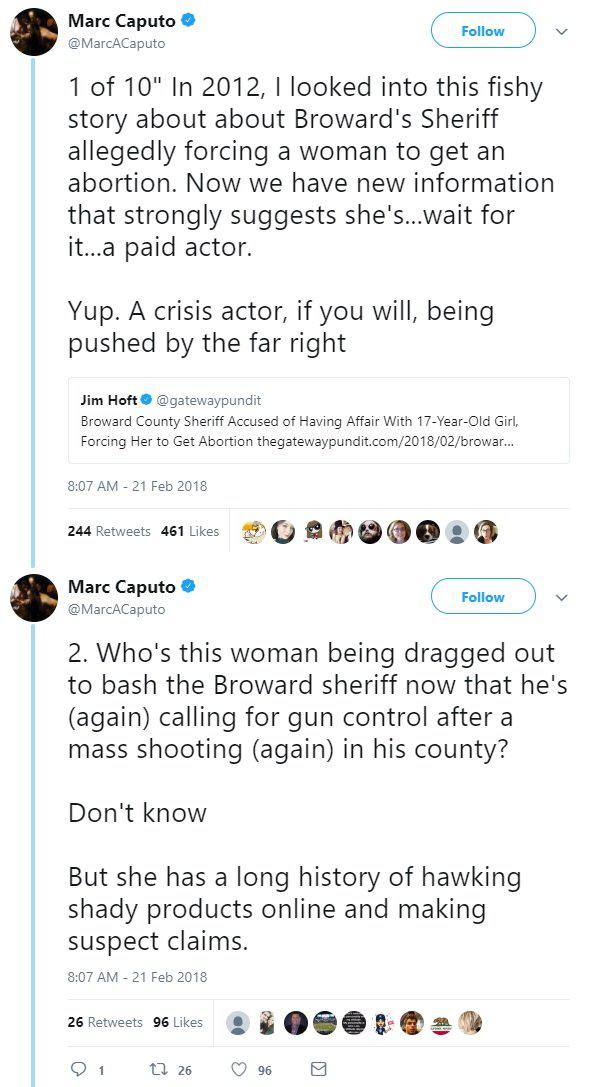 Marc Caputo
@MarcACaputo
Follow
1 of 10" In 2012, I looked into this fishy
story about about Broward's Sheriff
allegedly forcing a woman to get an
abortion. Now we have new information
that strongly suggests she's...wait for
it...a paid actor.
Yup. A crisis actor, if you will, being
pushed by the far right
Jim Hoft @gatewaypundit
Broward County Sheriff Accused of Having Affair With 17-Year-Old Girl,
Forcing Her to Get Abortion thegatewaypundit.com/2018/02/browar...
8:07 AM - 21 Feb 2018
244 Retweets 461 Likes
Marc Caputo
@MarcACaputo
Follow
2. Who's this woman being dragged out
to bash the Broward sheriff now that he's
(again) calling for gun control after a
mass shooting (again) in his county?
Don't know
But she has a long history of hawking
shady products online and making
suspect claims.
8:07 AM - 21 Feb 2018
26 Retweets 96 Likes
1 26 96